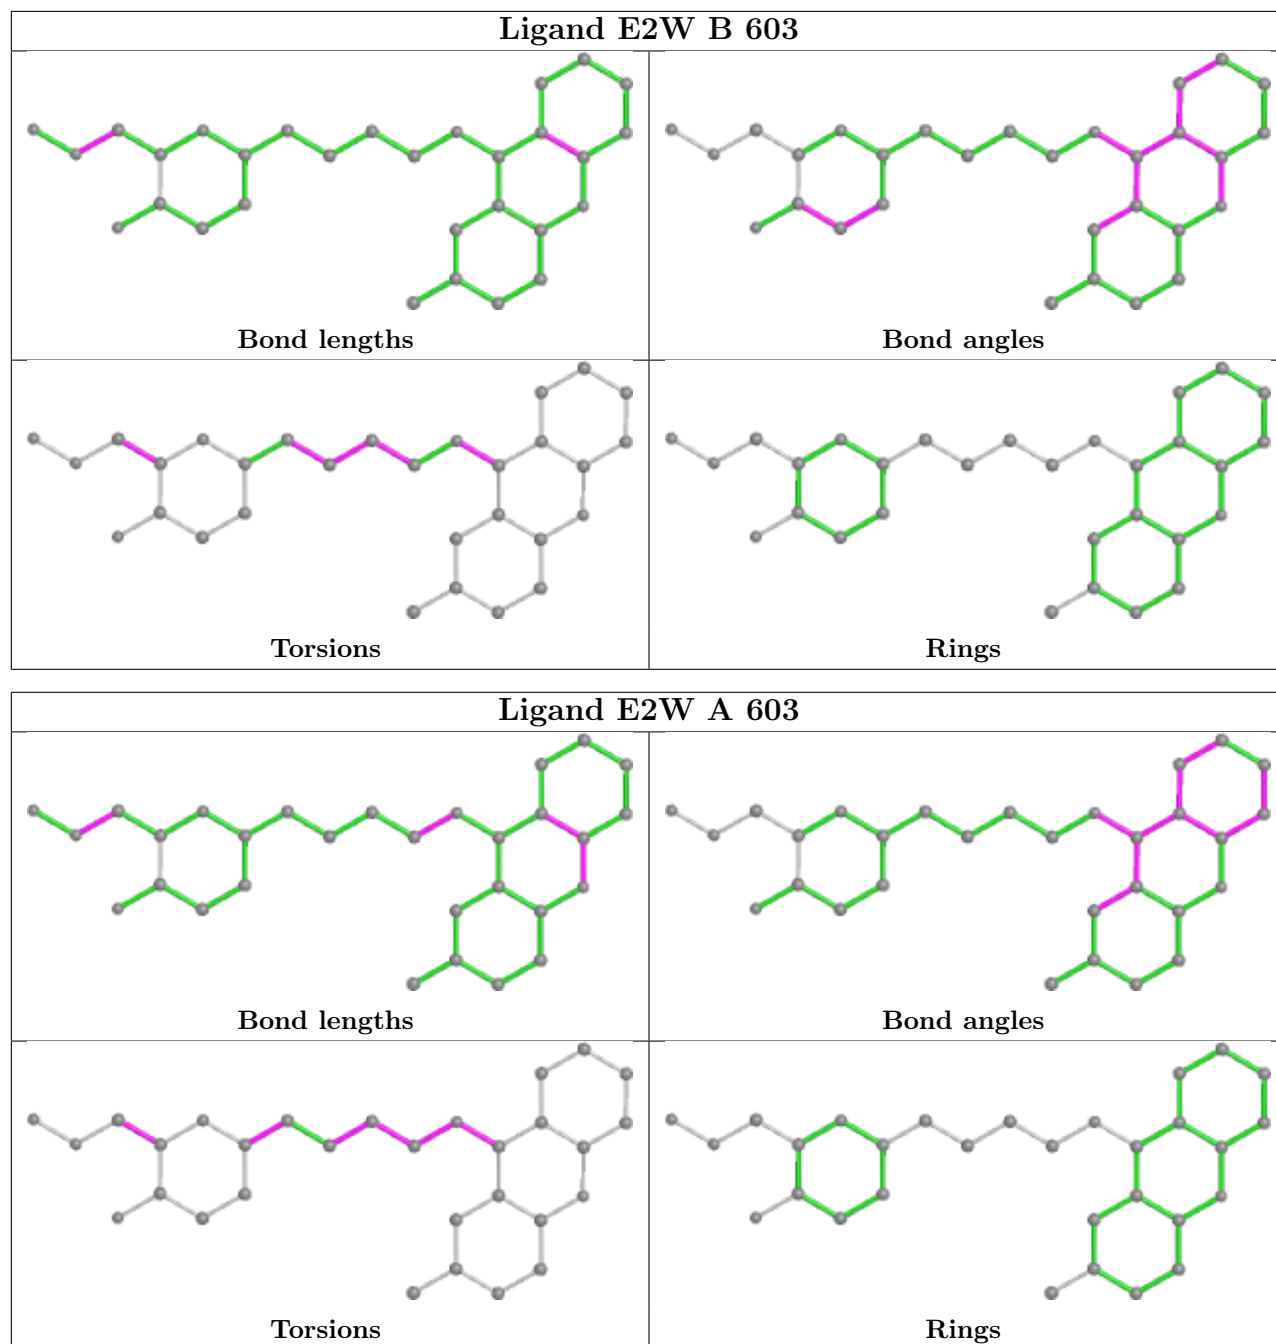 Ligand E2W B 603
Bond lengths
Bond angles
Torsions
Rings
Ligand E2W A 603
Bond lengths
Bond angles
Torsions
Rings